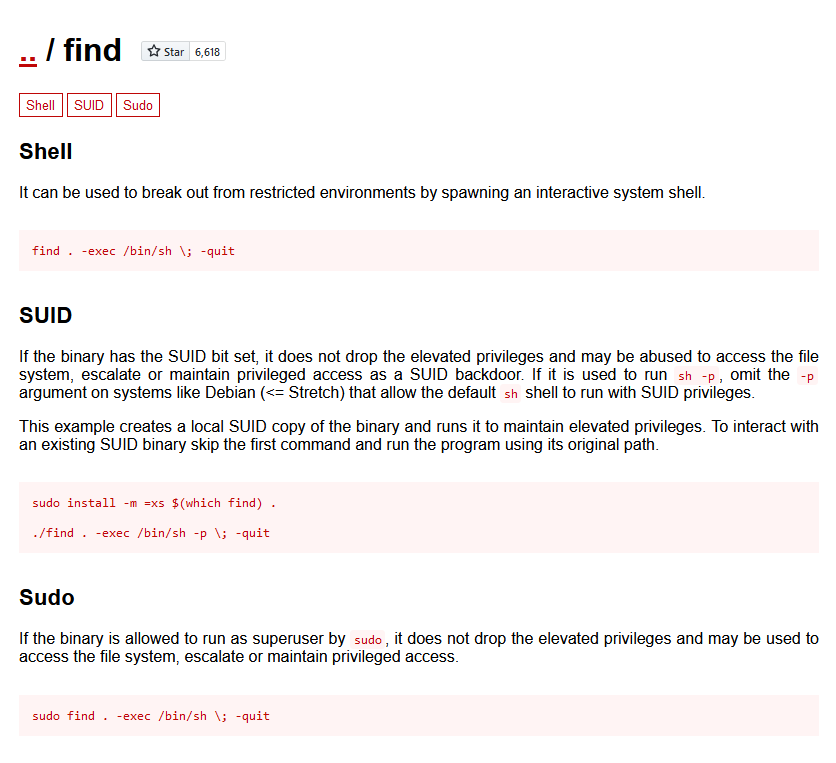 .. / find Star 6,618
Shell SUID Sudo
Shell
It can be used to break out from restricted environments by spawning an interactive system shell.
find . -exec /bin/sh \; -quit
SUID
If the binary has the SUID bit set, it does not drop the elevated privileges and may be abused to access the file
system, escalate or maintain privileged access as a SUID backdoor. If it is used to run sh -p, omit the -p
argument on systems like Debian (<= Stretch) that allow the default sh shell to run with SUID privileges.
This example creates a local SUID copy of the binary and runs it to maintain elevated privileges. To interact with
an existing SUID binary skip the first command and run the program using its original path.
sudo install -m =xs $(which find) .
./find . -exec /bin/sh -p \; -quit
Sudo
If the binary is allowed to run as superuser by sudo, it does not drop the elevated privileges and may be used to
access the file system, escalate or maintain privileged access.
sudo find . -exec /bin/sh \; -quit